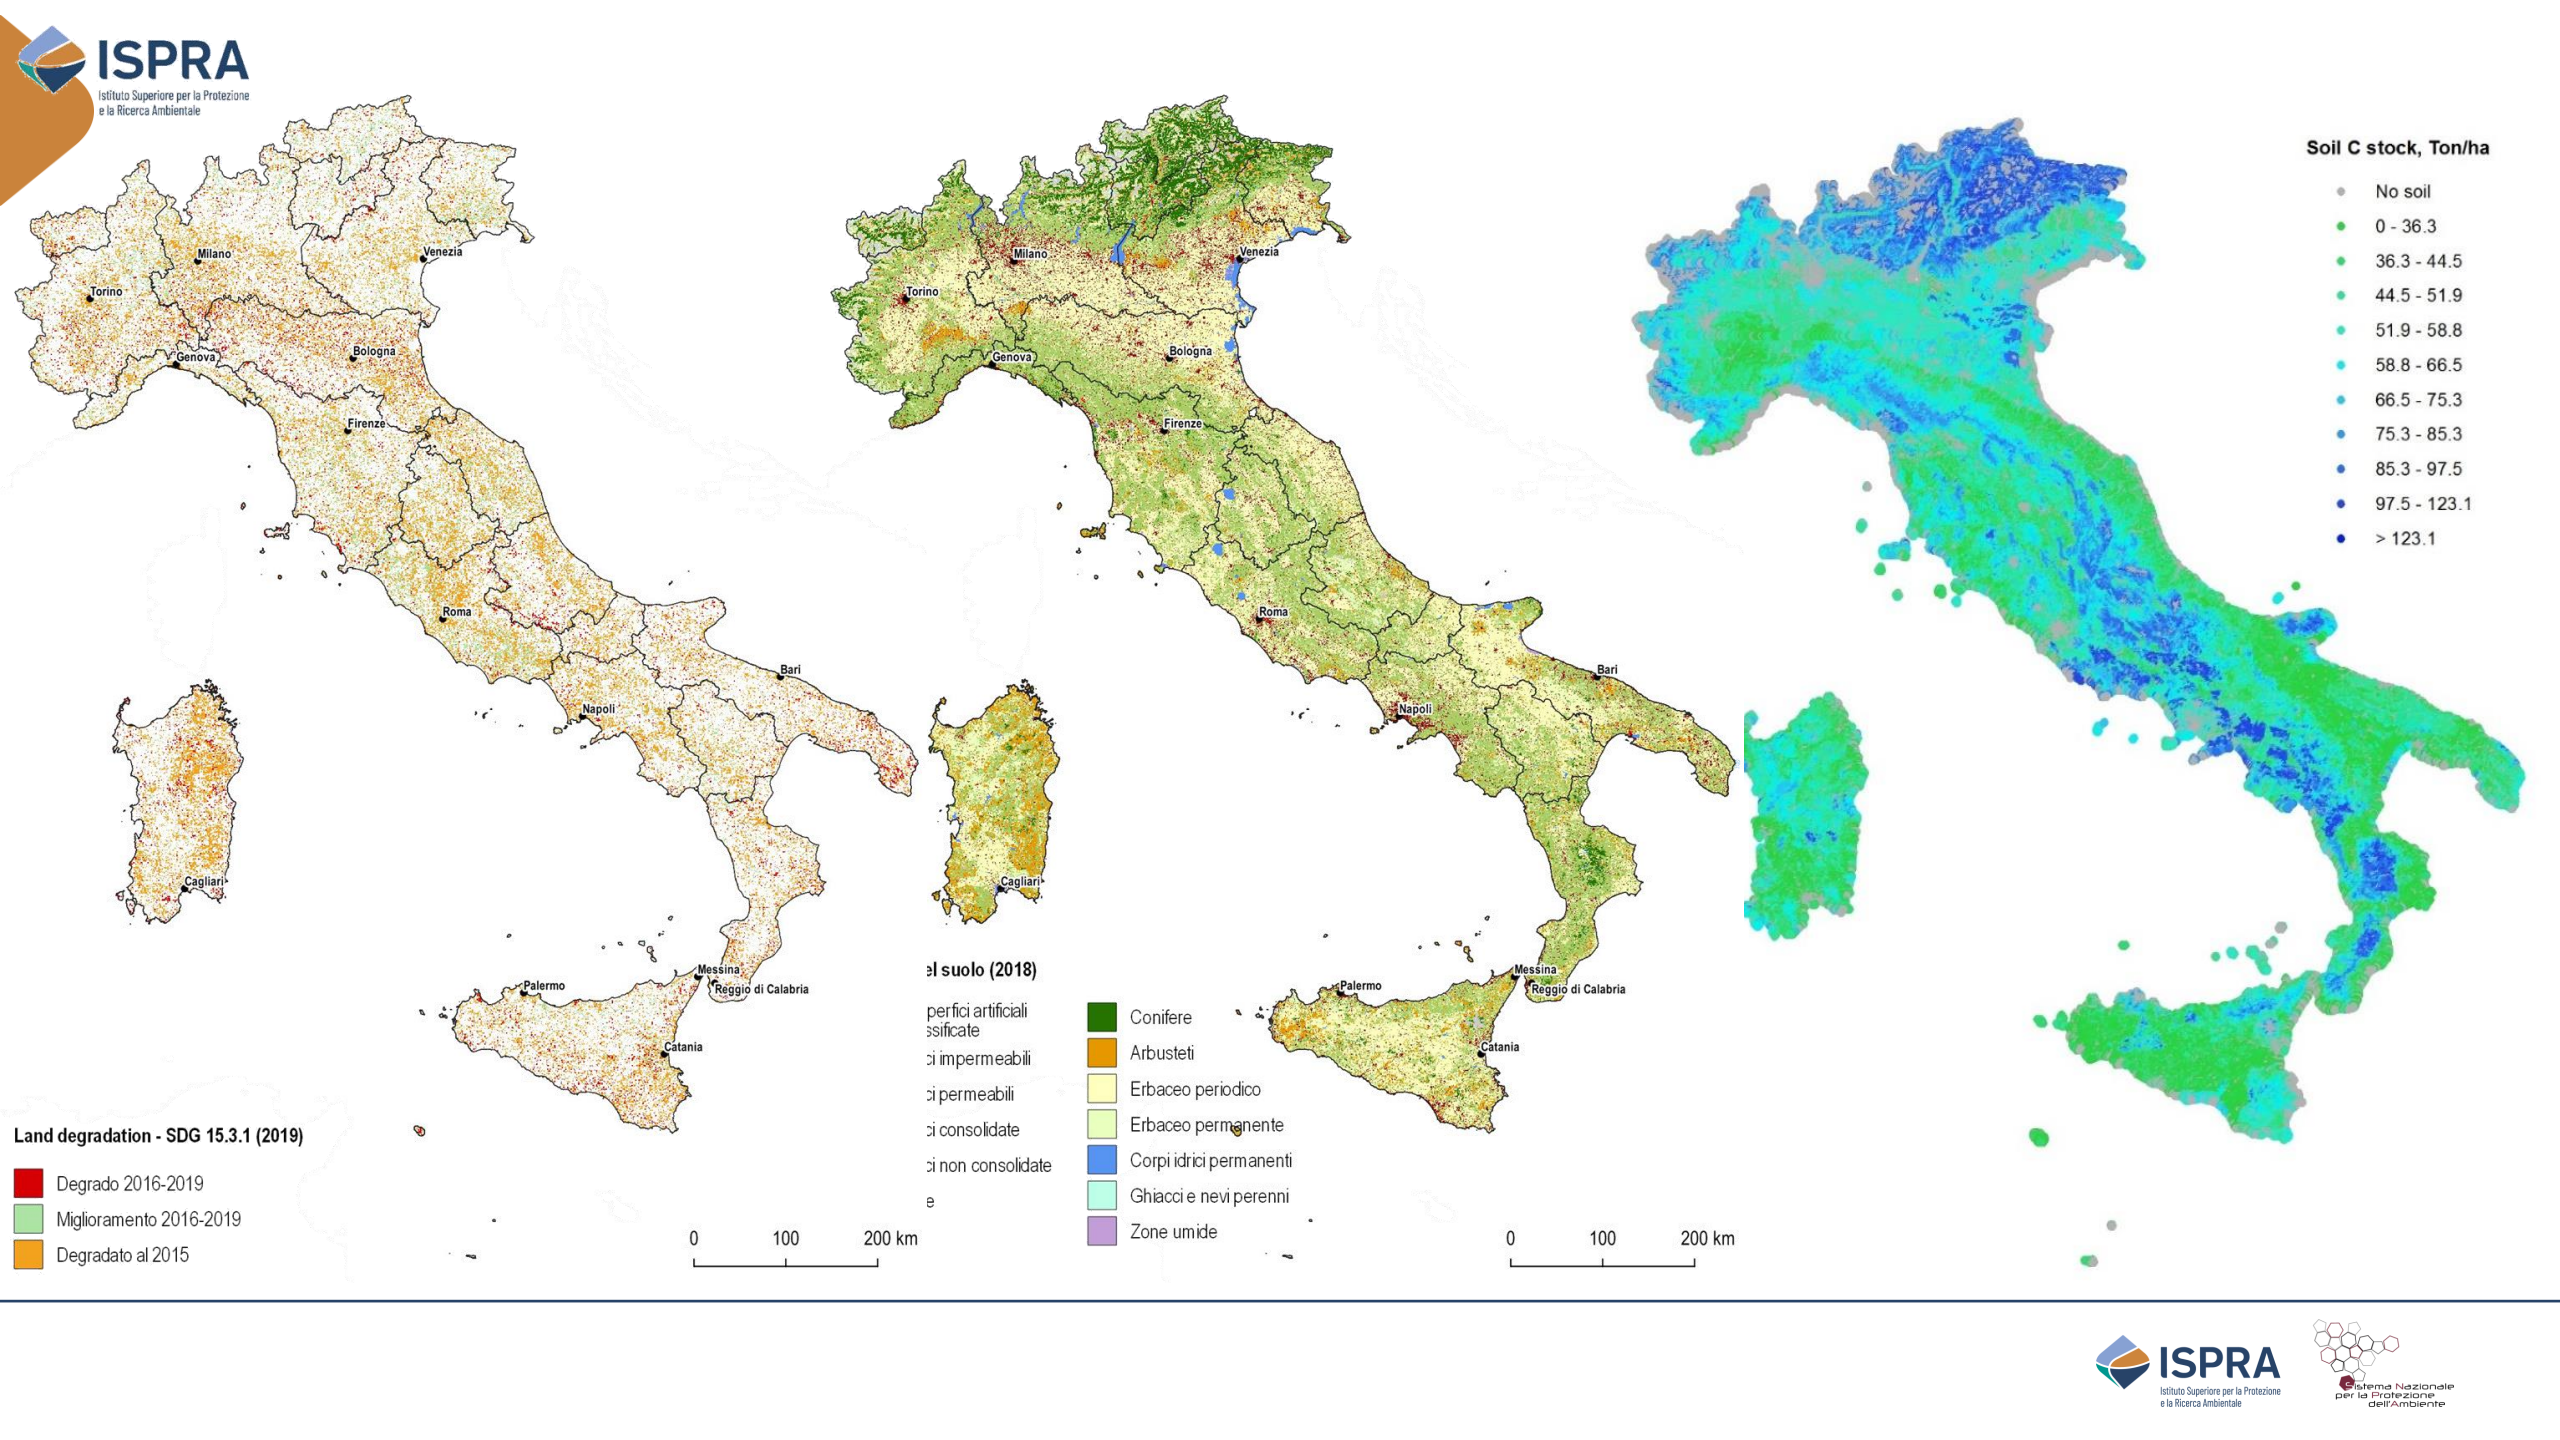 ISPRA
Istituto Superiore per la Protezione
e la Ricerca Ambientale
Milano
Venezia
Torino
Genova
Bologna
Firenze
Roma
Bari
Napoli
Cagliari
Messina
Reggio di Calabria
Palermo
Catania
Land degradation - SDG 15.3.1 (2019)
Degrado 2016-2019
Miglioramento 2016-2019
Degradato al 2015
0 100 200 km
Milano
Venezia
Torino
Genova
Bologna
Firenze
Roma
Bari
Napoli
Cagliari
Messina
Reggio di Calabria
Palermo
Catania
el suolo (2018)
perfici artificiali
ssificate
ci impermeabili
ci permeabili
ci consolidate
ci non consolidate
e
Conifere
Arbusteti
Erbaceo periodico
Erbaceo permanente
Corpi idrici permanenti
Ghiacci e nevi perenni
Zone umide
0 100 200 km
Soil C stock, Ton/ha
No soil
0 - 36.3
36.3 - 44.5
44.5 - 51.9
51.9 - 58.8
58.8 - 66.5
66.5 - 75.3
75.3 - 85.3
85.3 - 97.5
97.5 - 123.1
> 123.1
ISPRA
Istituto Superiore per la Protezione
e la Ricerca Ambientale
Sistema Nazionale
per la Protezione
dell'Ambiente